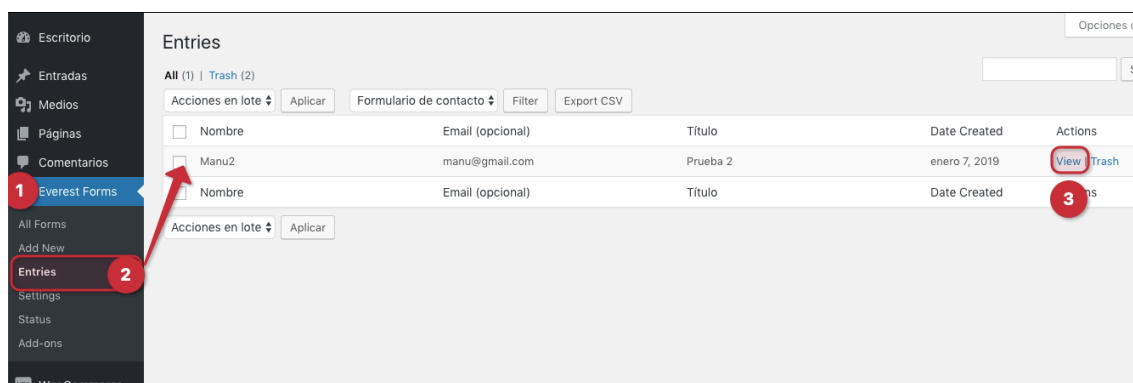 Escritorio
Entradas
Medios
Páginas
Comentarios
1 Everest Forms
All Forms
Add New
Entries 2
Settings
Status
Add-ons
Opciones
Entries
All (1) | Trash (2)
Acciones en lote Aplicar Formulario de contacto Filter Export CSV
Nombre Email (opcional) Título Date Created Actions
Manu2 manu@gmail.com Prueba 2 enero 7, 2019 View | Trash
Nombre Email (opcional) Título Date Created
3
Acciones en lote Aplicar